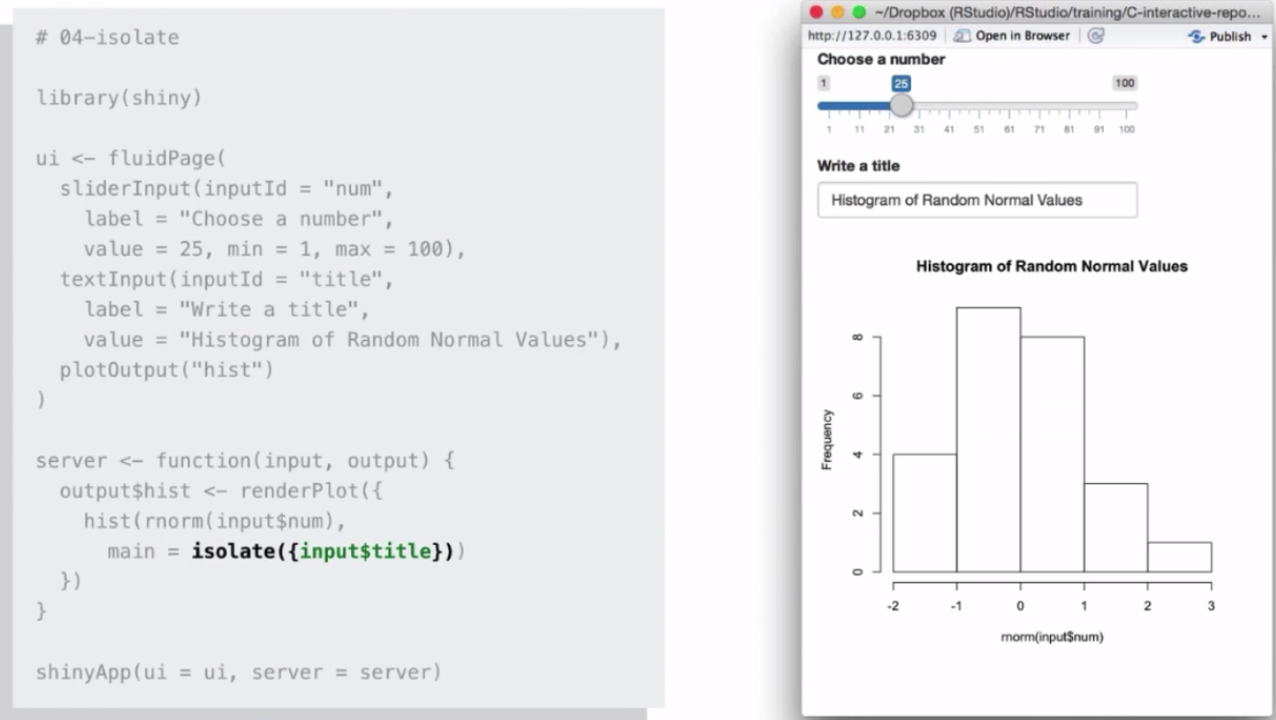 # 04-isolate
library(shiny)
ui <- fluidPage(
sliderInput(inputId = "num",
label = "Choose a number",
value = 25, min = 1, max = 100),
textInput(inputId = "title",
label = "Write a title",
value = "Histogram of Random Normal Values"),
plotOutput("hist")
)
server <- function(input, output) {
output$hist <- renderPlot({
hist(rnorm(input$num),
main = isolate({input$title}))
})
}
shinyApp(ui = ui, server = server)
~/Dropbox (RStudio)/RStudio/training/C-interactive-repo...
http://127.0.0.1:6309 Open in Browser Publish
Choose a number
1 25 100
1 11 21 31 41 51 61 71 81 91 100
Write a title
Histogram of Random Normal Values
Histogram of Random Normal Values
Frequency
8
6
4
2
0
-2 -1 0 1 2 3
rnorm(input$num)